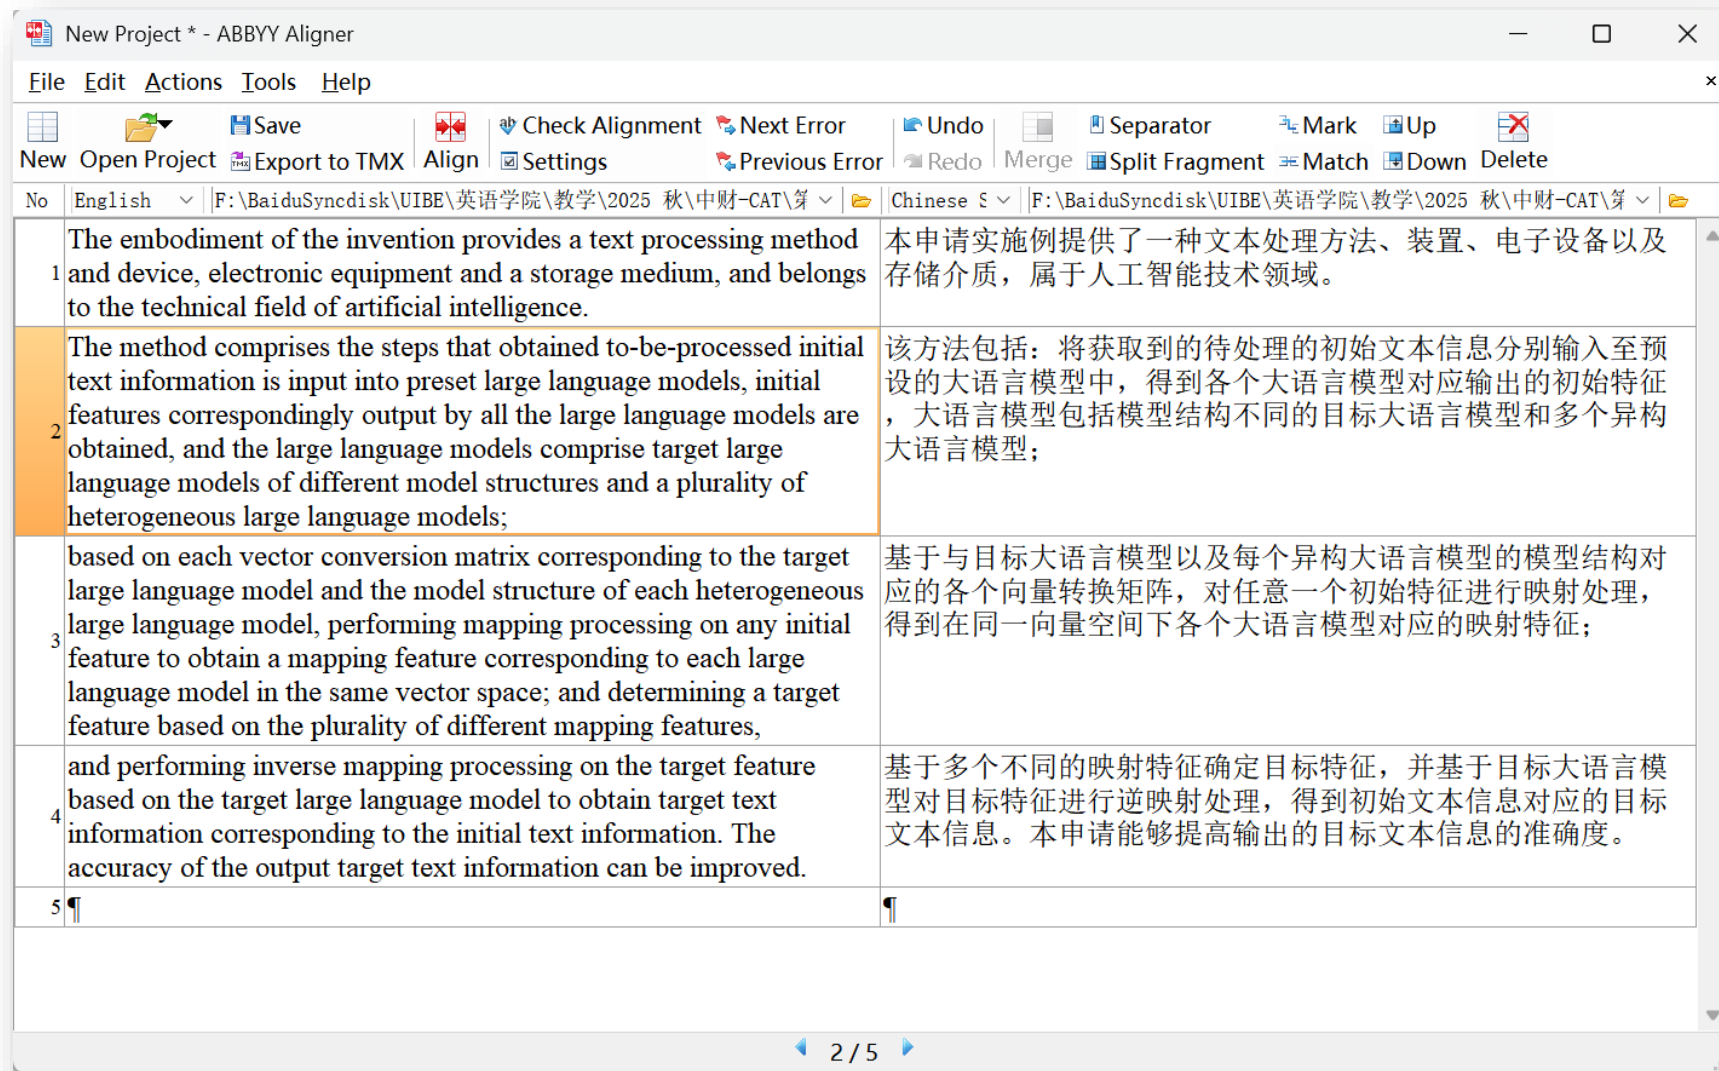 New Project * - ABBYY Aligner
File Edit Actions Tools Help
New Open Project Save Export to TMX Align Check Alignment Settings Next Error Previous Error Undo Redo Merge Separator Split Fragment Mark Match Up Down Delete
No English F:\BaiduSyncdisk\UIBE\英语学院\教学\2025 秋\中财-CAT\ Chinese S F:\BaiduSyncdisk\UIBE\英语学院\教学\2025 秋\中财-CAT\
1
The embodiment of the invention provides a text processing method
and device, electronic equipment and a storage medium, and belongs
to the technical field of artificial intelligence.
本申请实施例提供了一种文本处理方法、装置、电子设备以及
存储介质，属于人工智能技术领域。
2
The method comprises the steps that obtained to-be-processed initial
text information is input into preset large language models, initial
features correspondingly output by all the large language models are
obtained, and the large language models comprise target large
language models of different model structures and a plurality of
heterogeneous large language models;
该方法包括：将获取到的待处理的初始文本信息分别输入至预
设的大语言模型中，得到各个大语言模型对应输出的初始特征
，大语言模型包括模型结构不同的目标大语言模型和多个异构
大语言模型；
3
based on each vector conversion matrix corresponding to the target
large language model and the model structure of each heterogeneous
large language model, performing mapping processing on any initial
feature to obtain a mapping feature corresponding to each large
language model in the same vector space; and determining a target
feature based on the plurality of different mapping features,
基于与目标大语言模型以及每个异构大语言模型的模型结构对
应的各个向量转换矩阵，对任意一个初始特征进行映射处理，
得到在同一向量空间下各个大语言模型对应的映射特征；
4
and performing inverse mapping processing on the target feature
based on the target large language model to obtain target text
information corresponding to the initial text information. The
accuracy of the output target text information can be improved.
基于多个不同的映射特征确定目标特征，并基于目标大语言模
型对目标特征进行逆映射处理，得到初始文本信息对应的目标
文本信息。本申请能够提高输出的目标文本信息的准确度。
5 ¶ ¶
2 / 5